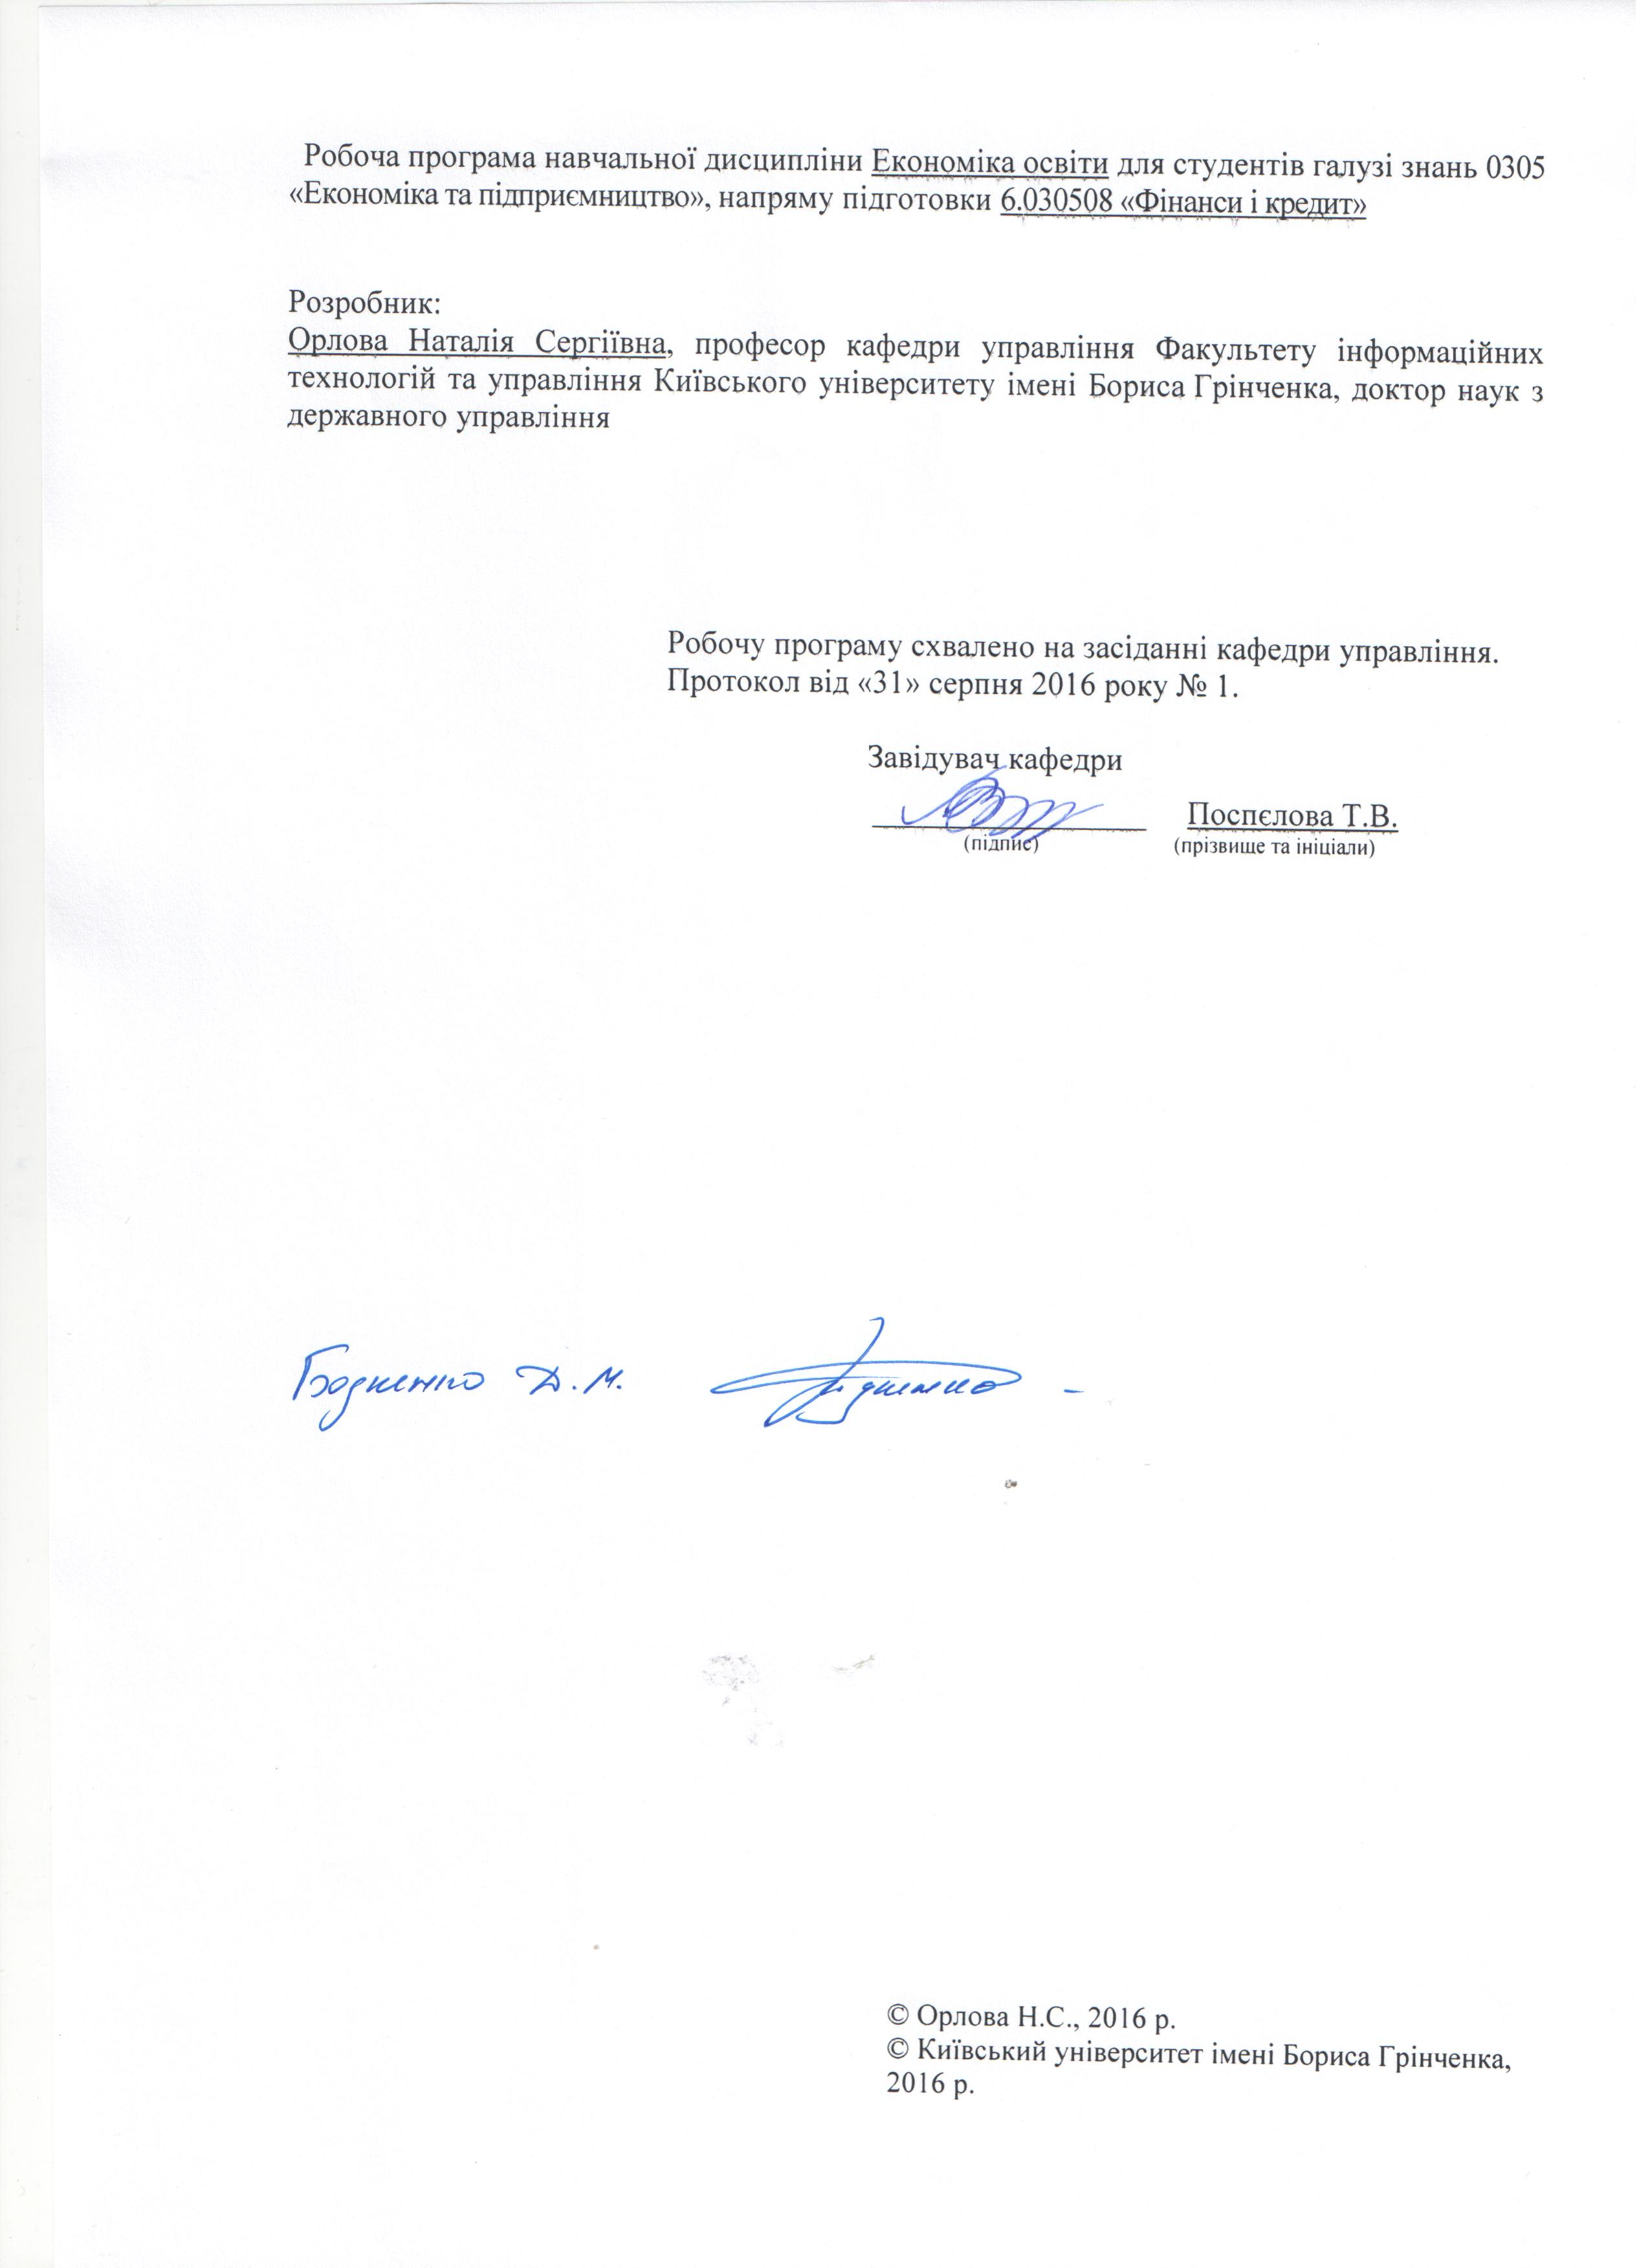 Робоча програма навчальної дисципліни Економіка освіти для студентів галузі знань 0305
«Економіка та підприємництво», напряму підготовки 6.030508 «Фінанси і кредит»
Розробник:
Орлова Наталія Сергіївна, професор кафедри управління Факультету інформаційних
технологій та управління Київського університету імені Бориса Грінченка, доктор наук з
державного управління
Робочу програму схвалено на засіданні кафедри управління.
Протокол від «31» серпня 2016 року № 1.
Завідувач кафедри
Поспєлова Т.В.
(підпис) (прізвище та ініціали)
Бодненко Д.М.
© Орлова Н.С., 2016 р.
© Київський університет імені Бориса Грінченка,
2016 р.